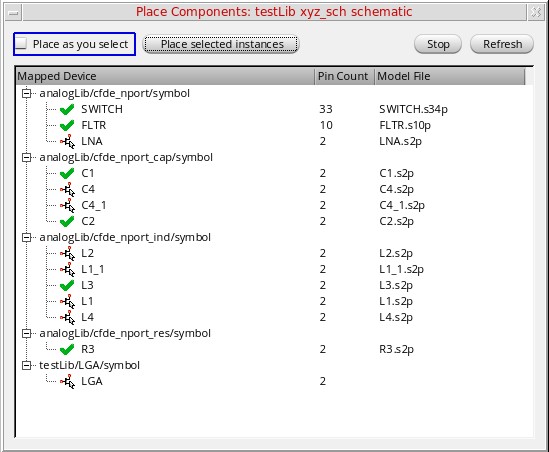 Place Components: testLib xyz_sch schematic
Place as you select Place selected instances Stop Refresh
Mapped Device Pin Count Model File
analogLib/cfde_nport/symbol
SWITCH 33 SWITCH.s34p
FLTR 10 FLTR.s10p
LNA 2 LNA.s2p
analogLib/cfde_nport_cap/symbol
C1 2 C1.s2p
C4 2 C4.s2p
C4_1 2 C4_1.s2p
C2 2 C2.s2p
analogLib/cfde_nport_ind/symbol
L2 2 L2.s2p
L1_1 2 L1_1.s2p
L3 2 L3.s2p
L1 2 L1.s2p
L4 2 L4.s2p
analogLib/cfde_nport_res/symbol
R3 2 R3.s2p
testLib/LGA/symbol
LGA 2